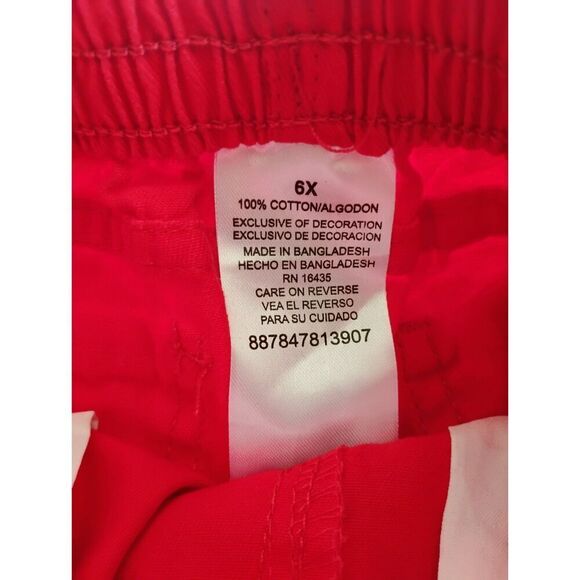 6X
100% COTTON/ALGODON
EXCLUSIVE OF DECORATION
EXCLUSIVO DE DECORACION
MADE IN BANGLADESH
HECHO EN BANGLADESH
RN 16435
CARE ON REVERSE
VEA EL REVERSO
PARA SU CUIDADO
887847813907